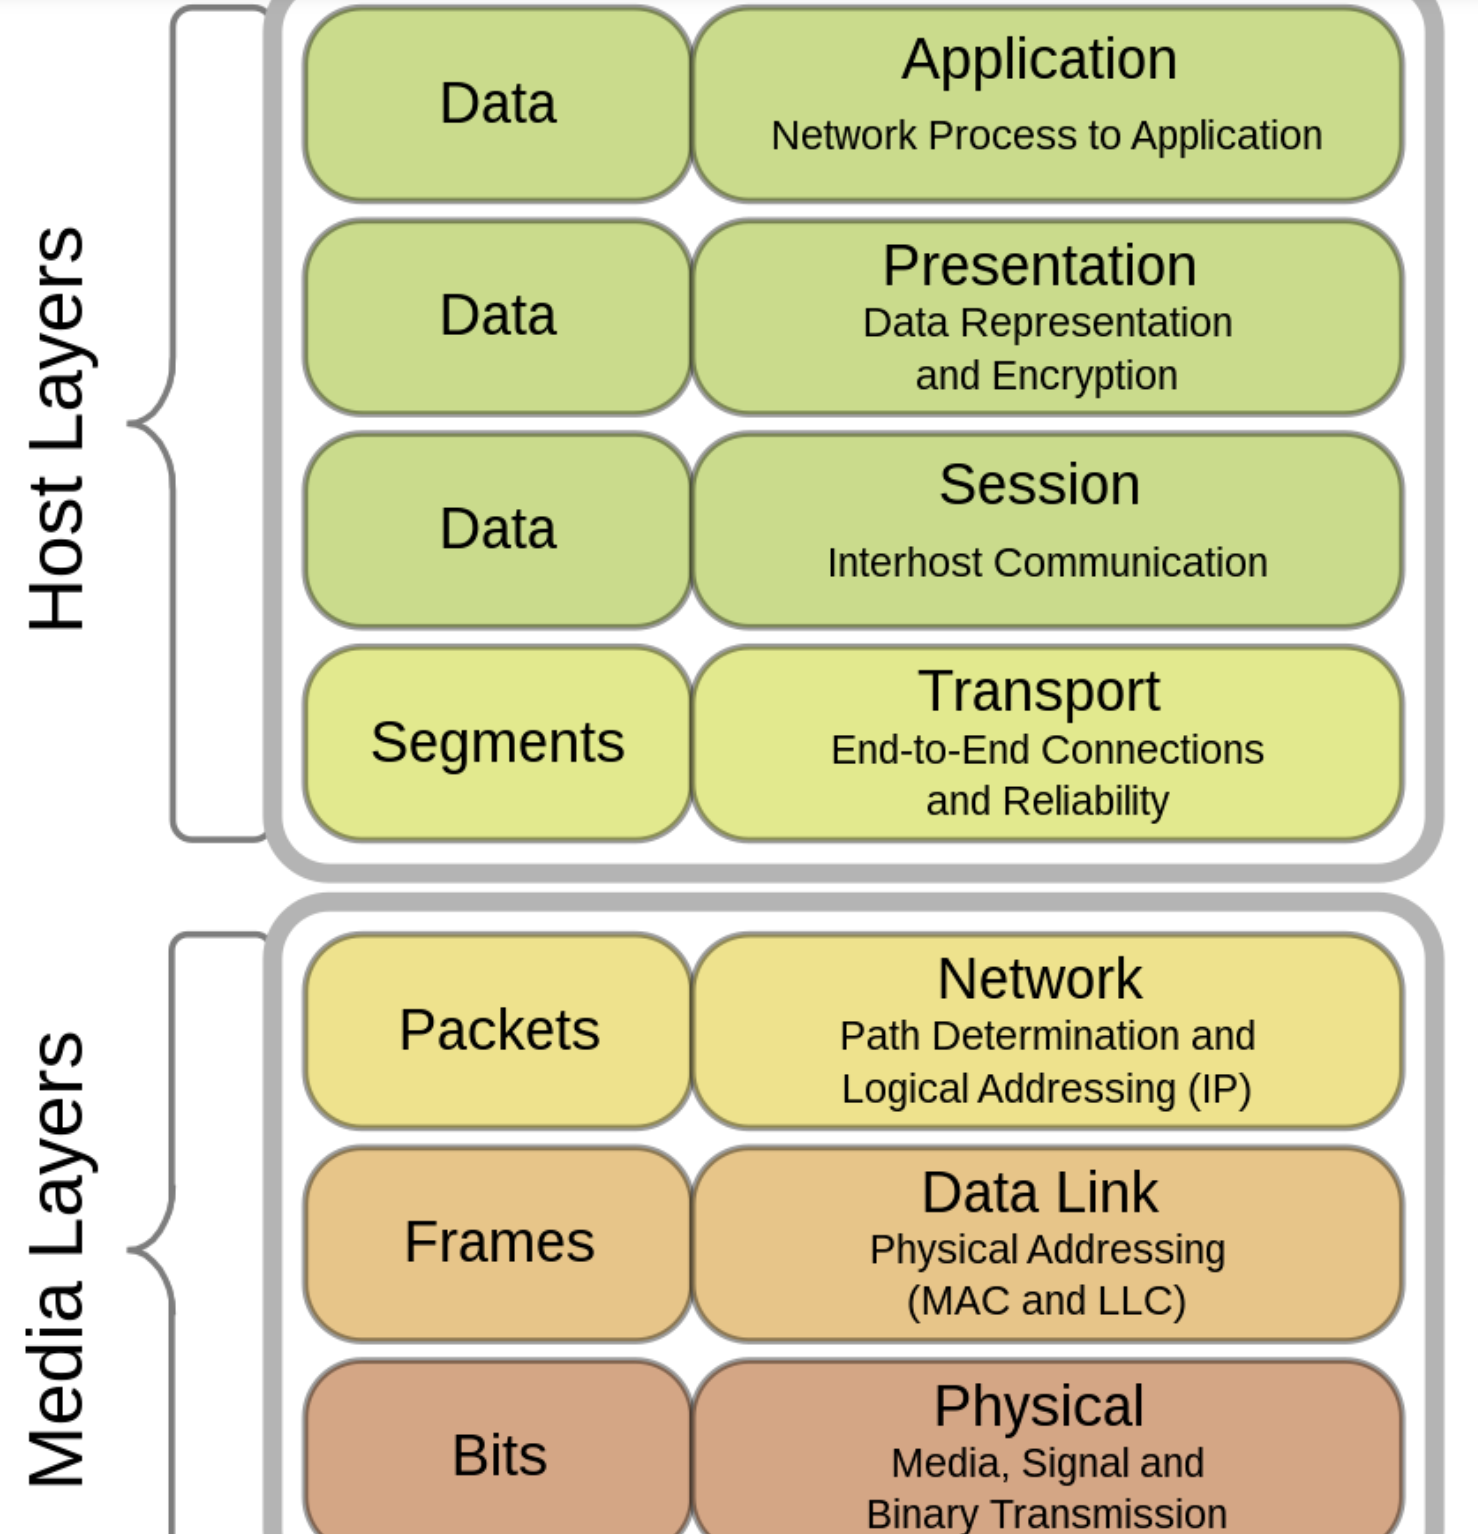 Host Layers
Data
Application
Network Process to Application
Data
Presentation
Data Representation
and Encryption
Data
Session
Interhost Communication
Segments
Transport
End-to-End Connections
and Reliability
Media Layers
Packets
Network
Path Determination and
Logical Addressing (IP)
Frames
Data Link
Physical Addressing
(MAC and LLC)
Bits
Physical
Media, Signal and
Binary Transmission